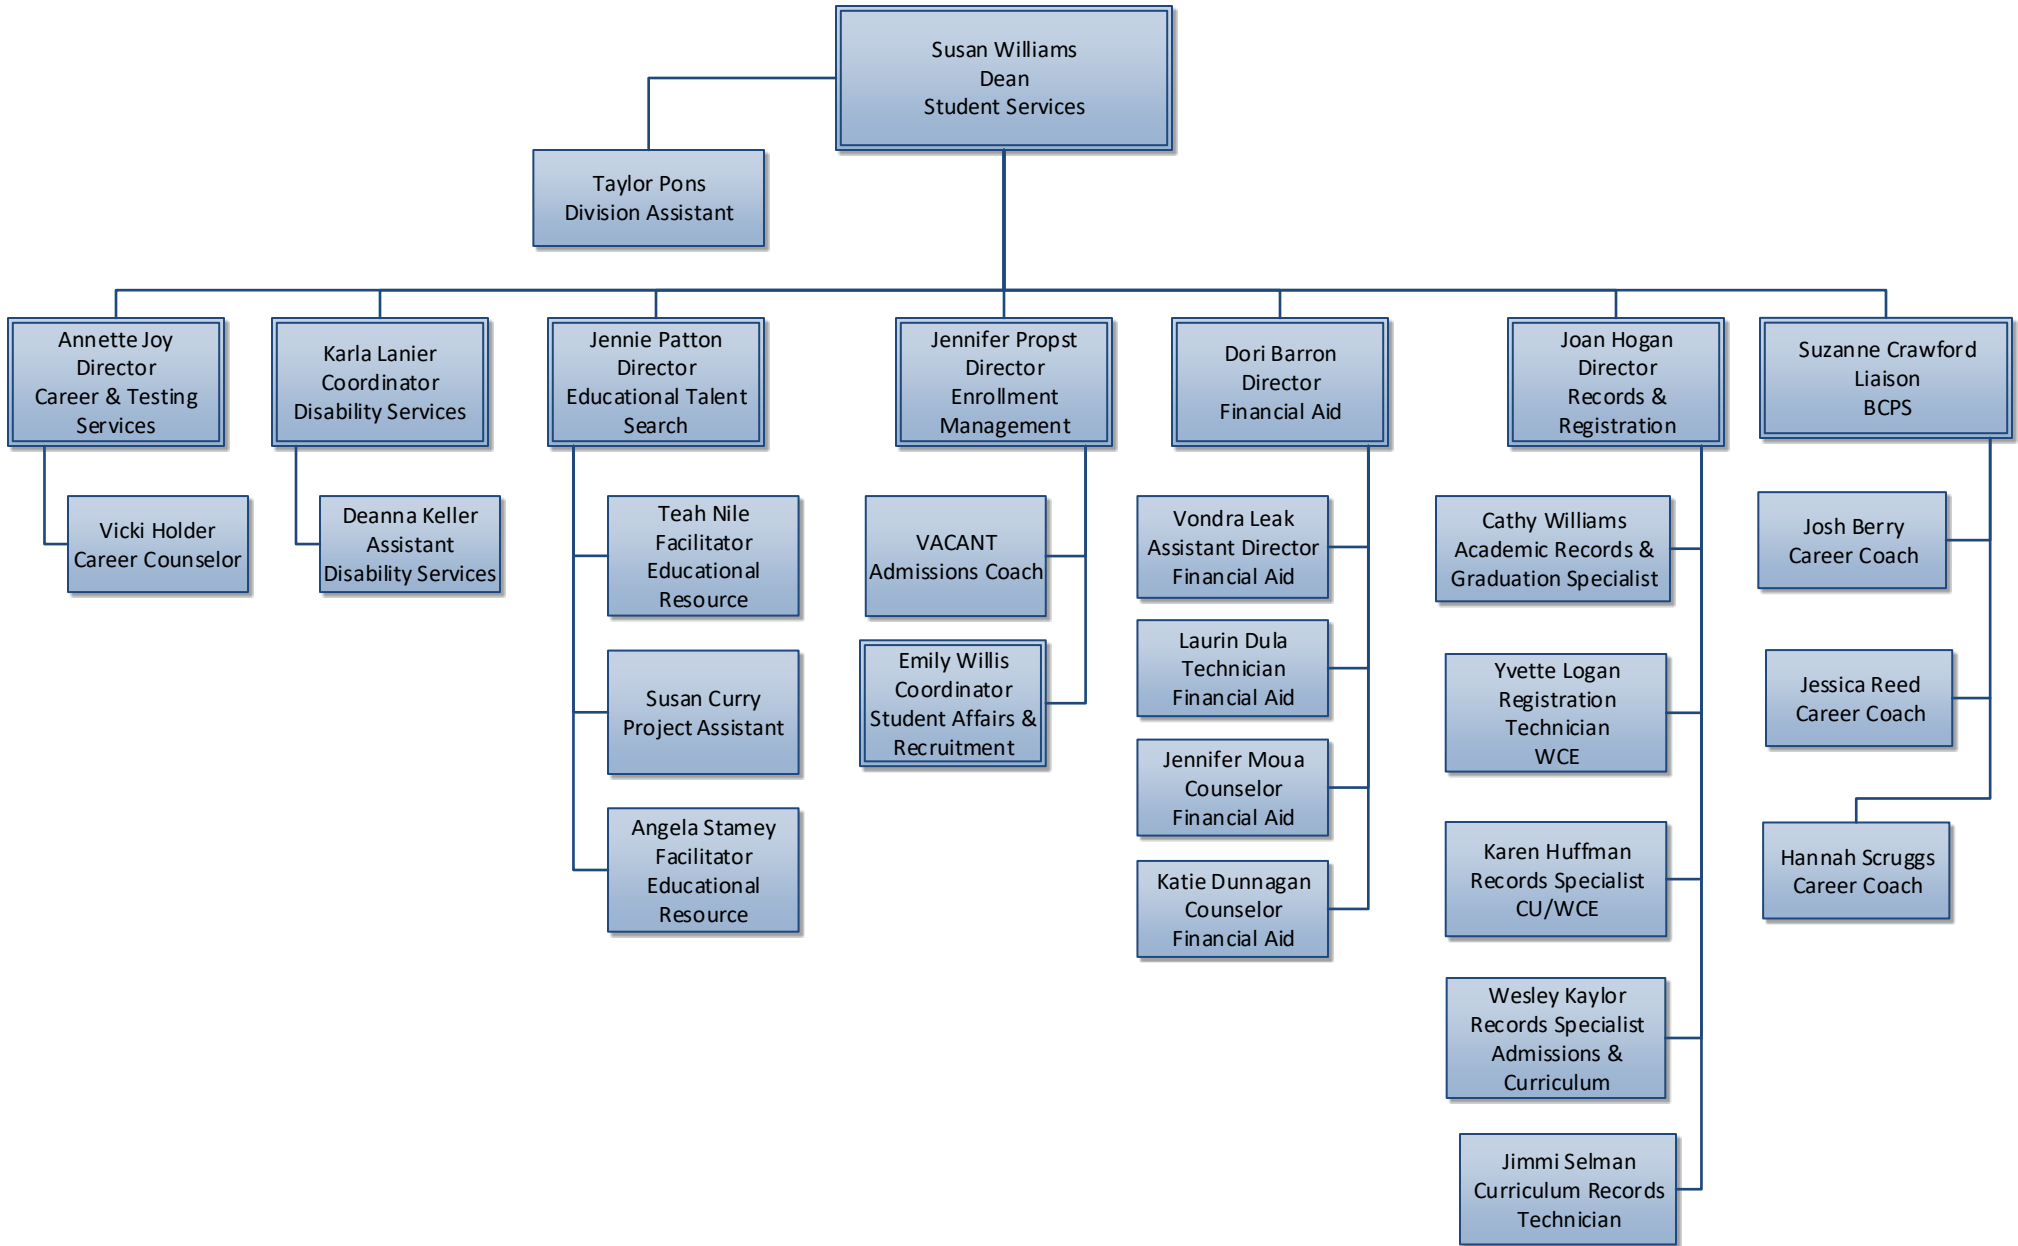 Susan Williams
Dean
Student Services
Taylor Pons
Division Assistant
Annette Joy
Director
Career & Testing
Services
Karla Lanier
Coordinator
Disability Services
Jennie Patton
Director
Educational Talent
Search
Jennifer Propst
Director
Enrollment
Management
Dori Barron
Director
Financial Aid
Joan Hogan
Director
Records &
Registration
Suzanne Crawford
Liaison
BCPS
Vicki Holder
Career Counselor
Deanna Keller
Assistant
Disability Services
Teah Nile
Facilitator
Educational
Resource
Susan Curry
Project Assistant
Angela Stamey
Facilitator
Educational
Resource
VACANT
Admissions Coach
Emily Willis
Coordinator
Student Affairs &
Recruitment
Vondra Leak
Assistant Director
Financial Aid
Laurin Dula
Technician
Financial Aid
Jennifer Moua
Counselor
Financial Aid
Katie Dunnagan
Counselor
Financial Aid
Cathy Williams
Academic Records &
Graduation Specialist
Yvette Logan
Registration
Technician
WCE
Karen Huffman
Records Specialist
CU/WCE
Wesley Kaylor
Records Specialist
Admissions &
Curriculum
Jimmi Selman
Curriculum Records
Technician
Josh Berry
Career Coach
Jessica Reed
Career Coach
Hannah Scruggs
Career Coach